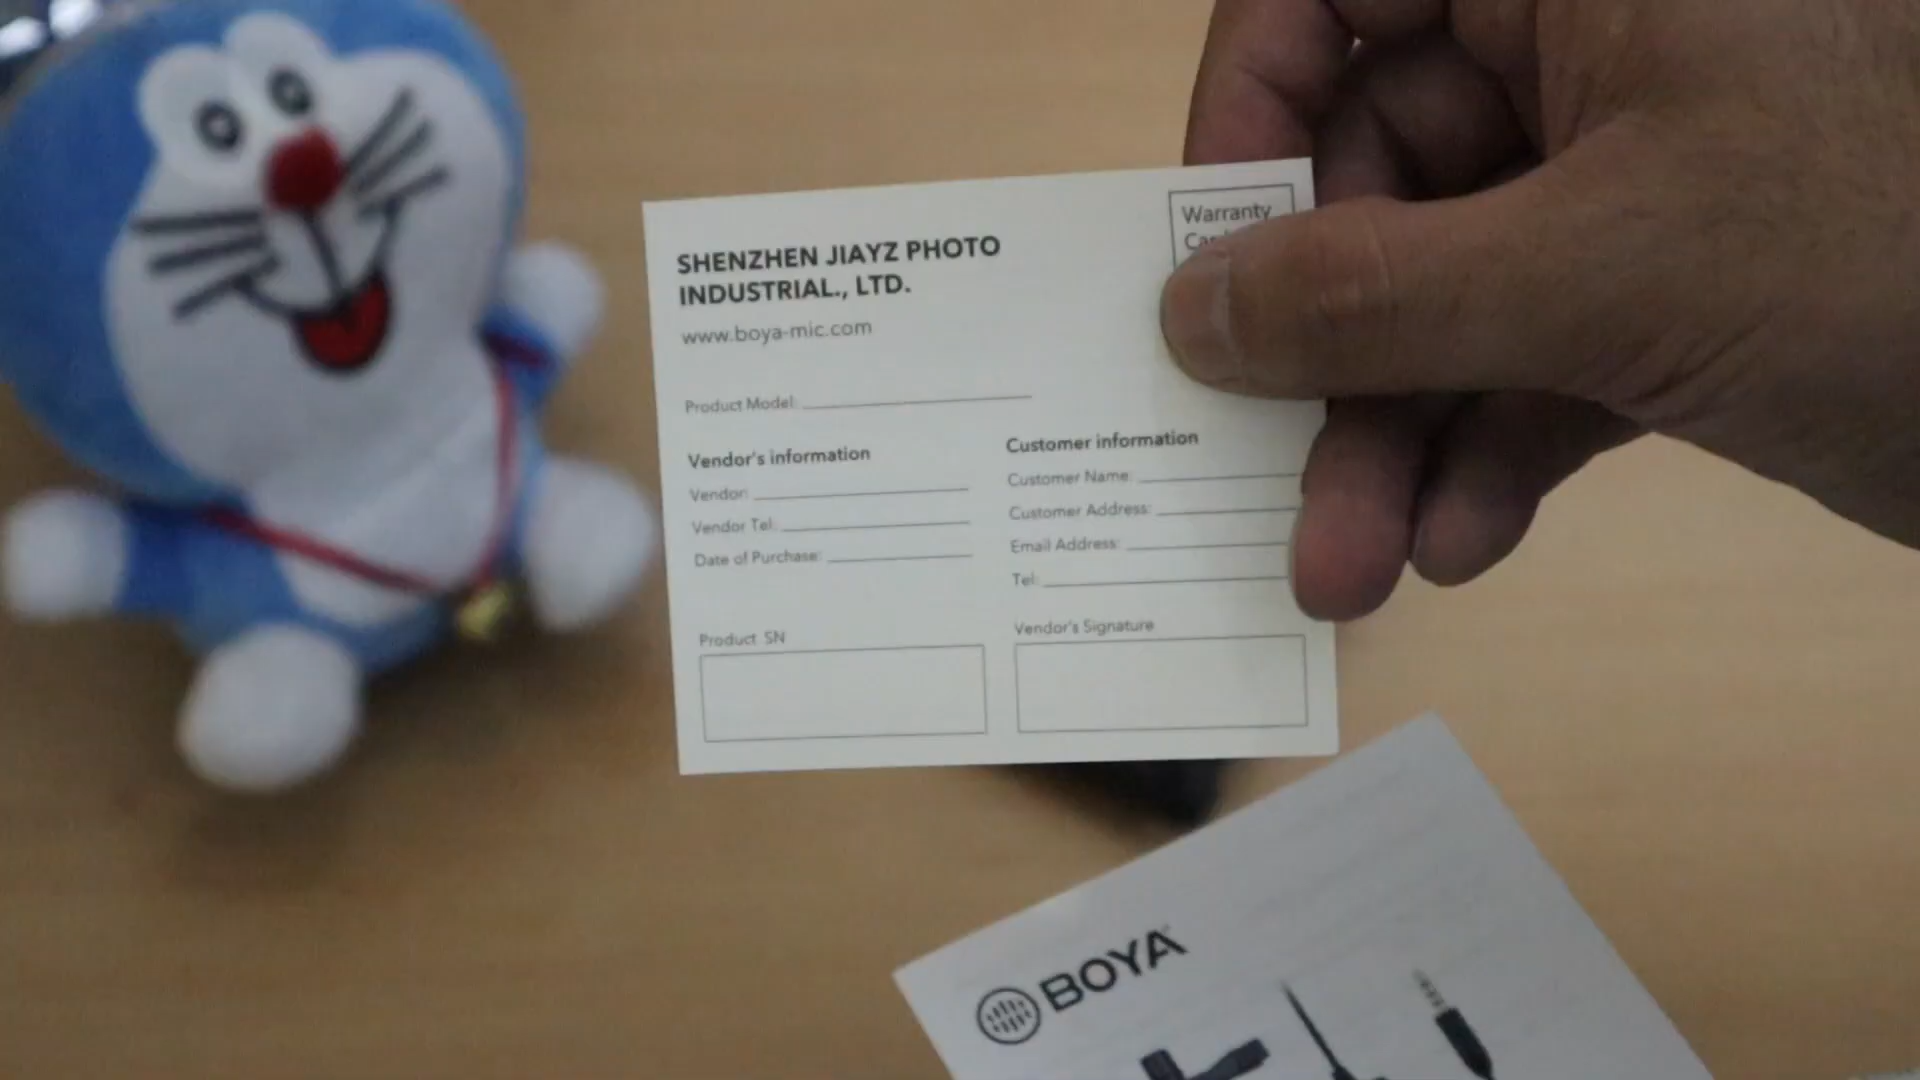 Warranty
SHENZHEN JIAYZ PHOTO
INDUSTRIAL., LTD.
www.boya-mic.com
Product Model:
Vendor's information
Vendor:
Vendor Tel:
Date of Purchase:
Customer information
Customer Name:
Customer Address:
Email Address:
Tel:
Product SN
Vendor's Signature
BOYA